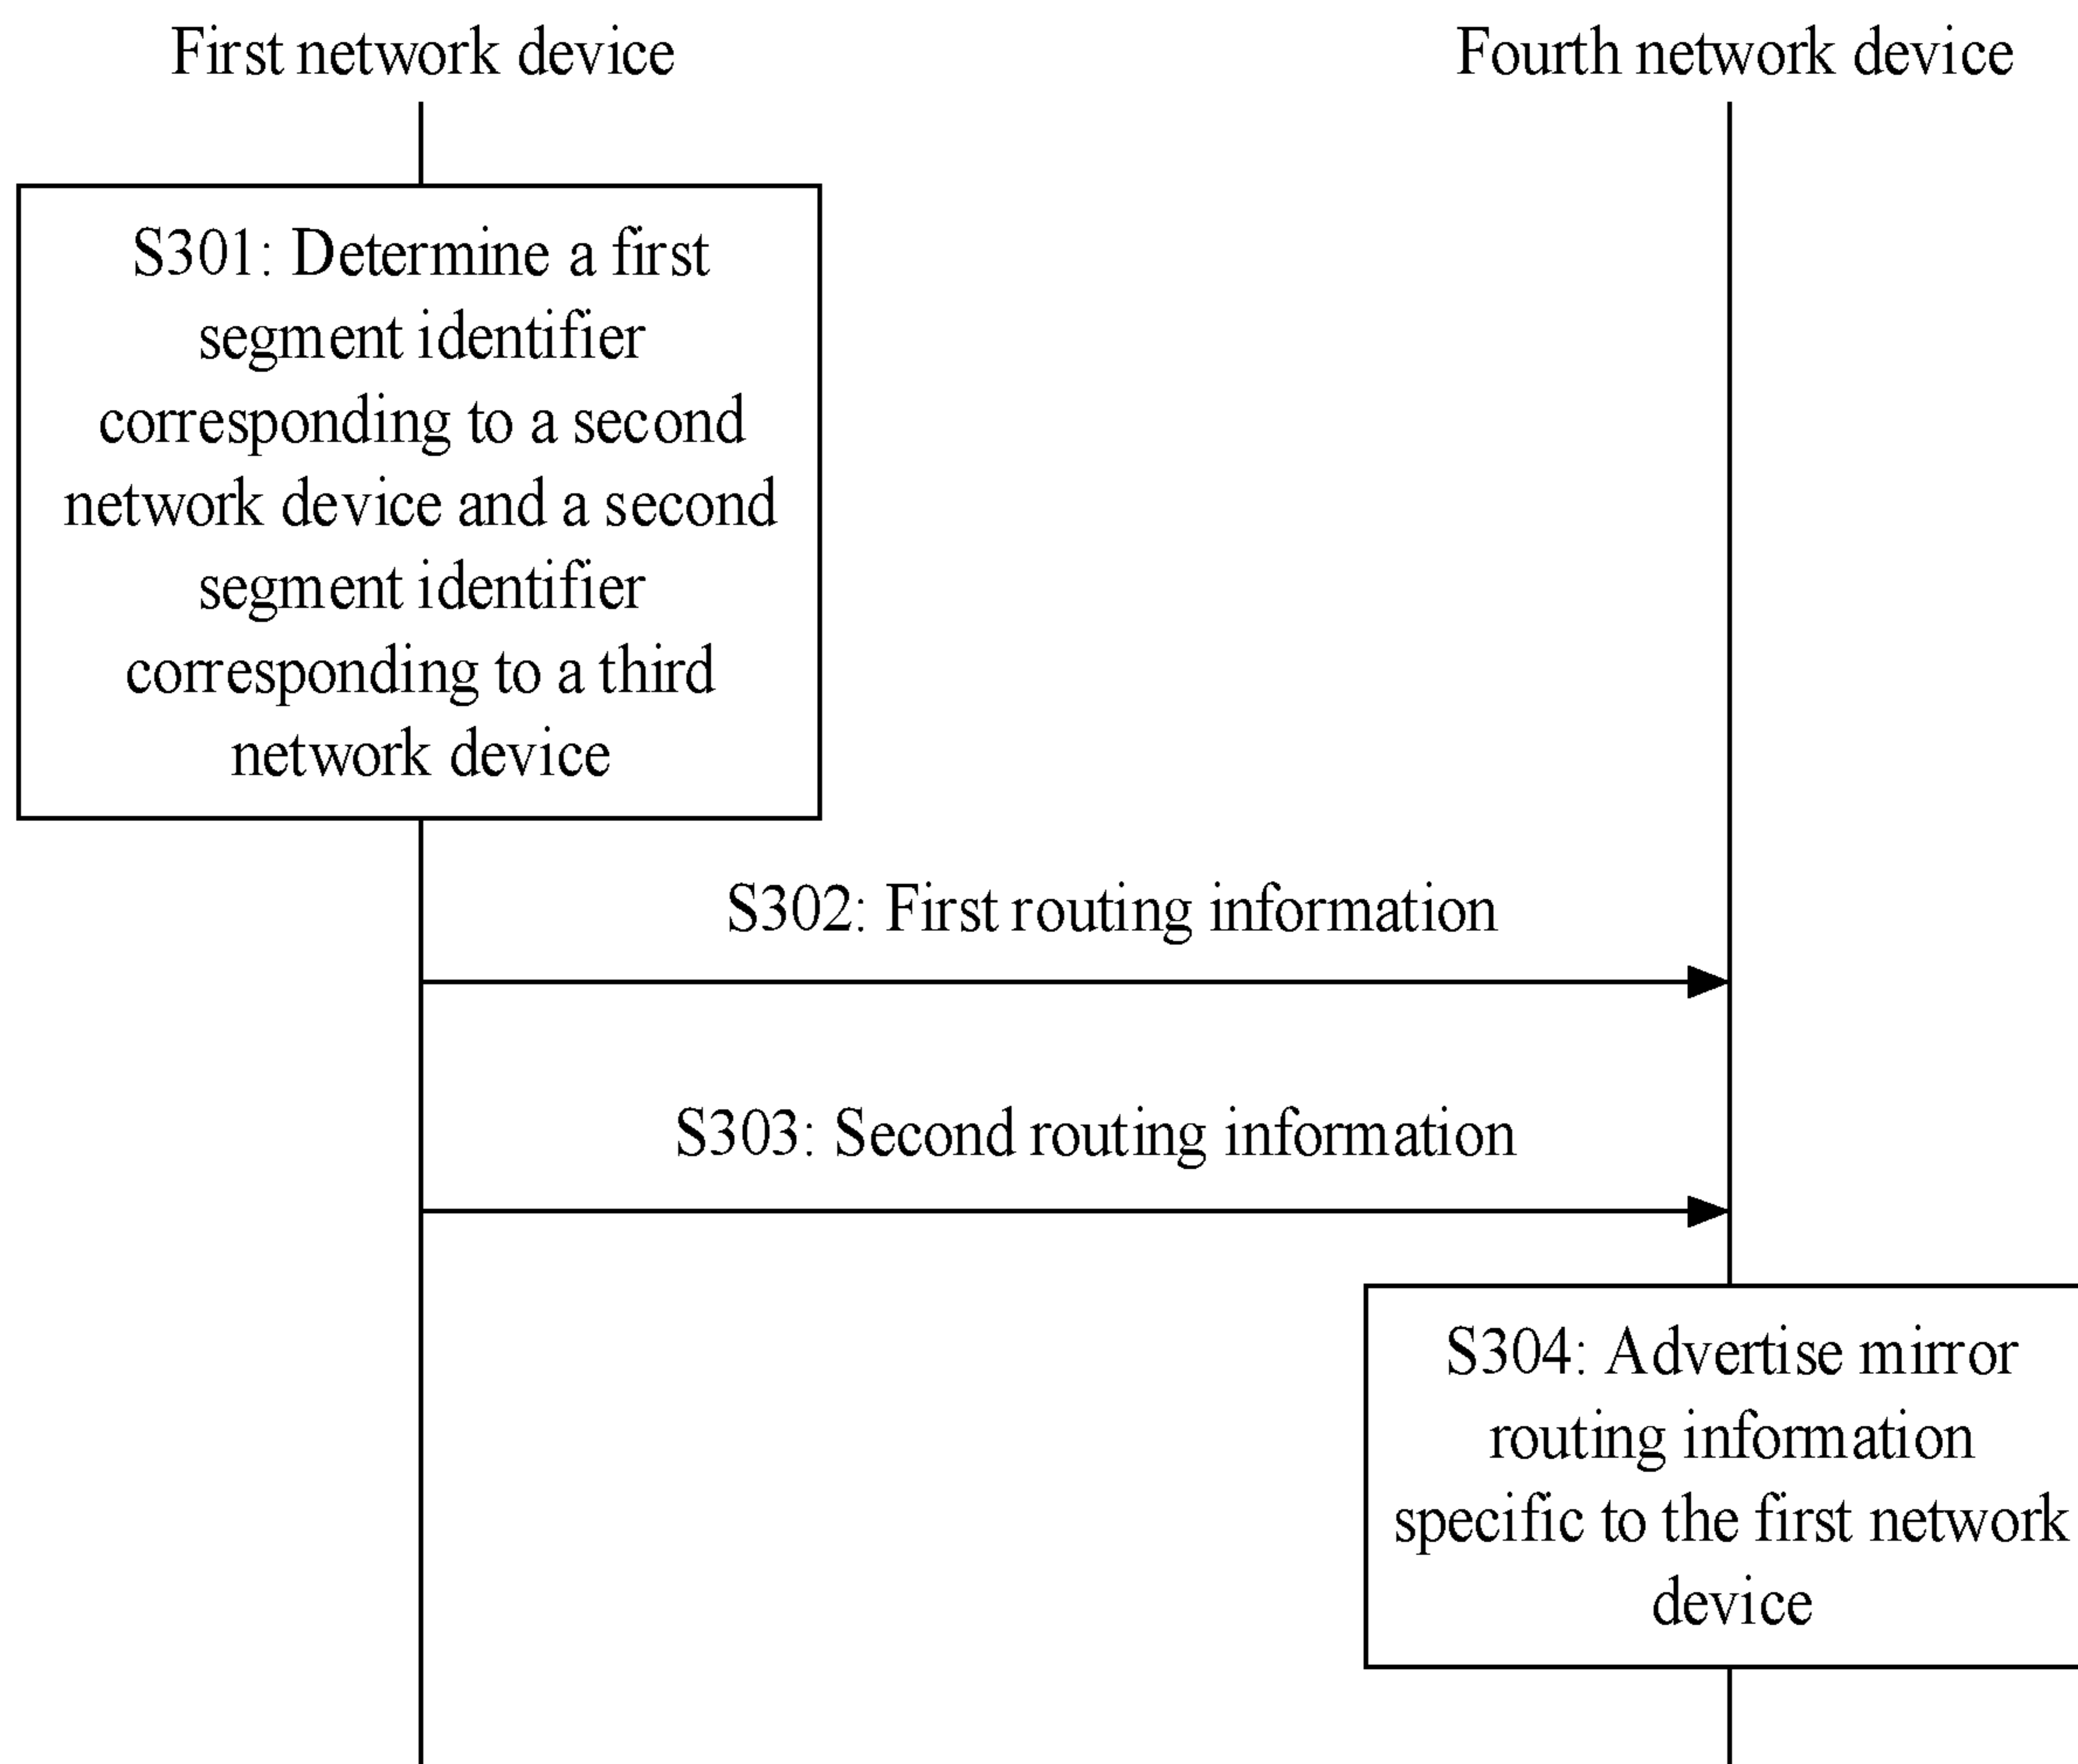 First network device
Fourth network device
S301: Determine a first
segment identifier
corresponding to a second
network device and a second
segment identifier
corresponding to a third
network device
S302: First routing information
S303: Second routing information
S304: Advertise mirror
routing information
specific to the first network
device